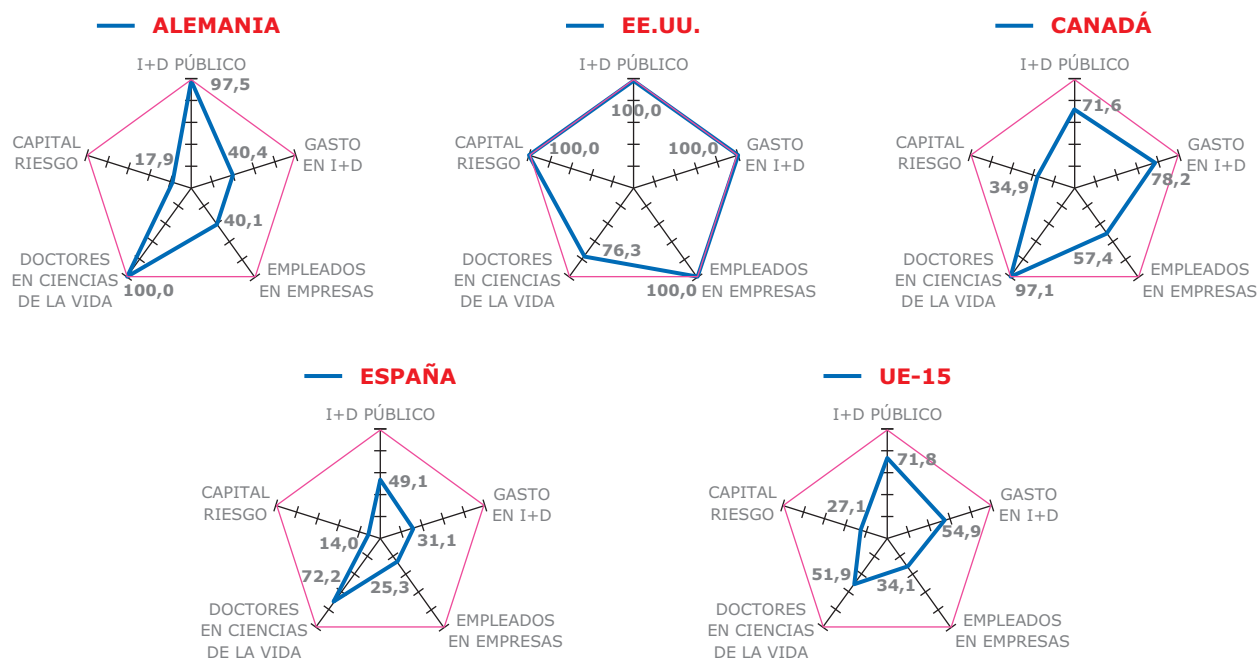 ALEMANIA
I+D PÚBLICO
97,5
CAPITAL
RIESGO
17,9
40,4
GASTO
EN I+D
40,1
DOCTORES
EN CIENCIAS
DE LA VIDA
100,0
EMPLEADOS
EN EMPRESAS
EE.UU.
I+D PÚBLICO
100,0
CAPITAL
RIESGO
100,0
100,0
GASTO
EN I+D
76,3
DOCTORES
EN CIENCIAS
DE LA VIDA
100,0
EMPLEADOS
EN EMPRESAS
CANADÁ
I+D PÚBLICO
71,6
CAPITAL
RIESGO
34,9
78,2
GASTO
EN I+D
57,4
DOCTORES
EN CIENCIAS
DE LA VIDA
97,1
EMPLEADOS
EN EMPRESAS
ESPAÑA
I+D PÚBLICO
49,1
CAPITAL
RIESGO
14,0
31,1
GASTO
EN I+D
72,2
25,3
DOCTORES
EN CIENCIAS
DE LA VIDA
EMPLEADOS
EN EMPRESAS
UE-15
I+D PÚBLICO
71,8
CAPITAL
RIESGO
27,1
54,9
GASTO
EN I+D
51,9
34,1
DOCTORES
EN CIENCIAS
DE LA VIDA
EMPLEADOS
EN EMPRESAS